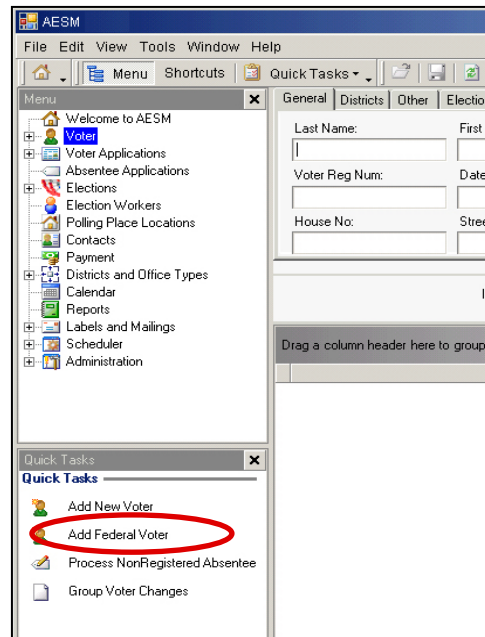 AESM
File Edit View Tools Window Help
Menu Shortcuts Quick Tasks
Menu
Welcome to AESM
Voter
Voter Applications
Absentee Applications
Elections
Election Workers
Polling Place Locations
Contacts
Payment
Districts and Office Types
Calendar
Reports
Labels and Mailings
Scheduler
Administration
General Districts Other Electio
Last Name: First
Voter Reg Num: Date
House No: Stree
Drag a column header here to group
Quick Tasks
Quick Tasks
Add New Voter
Add Federal Voter
Process NonRegistered Absentee
Group Voter Changes